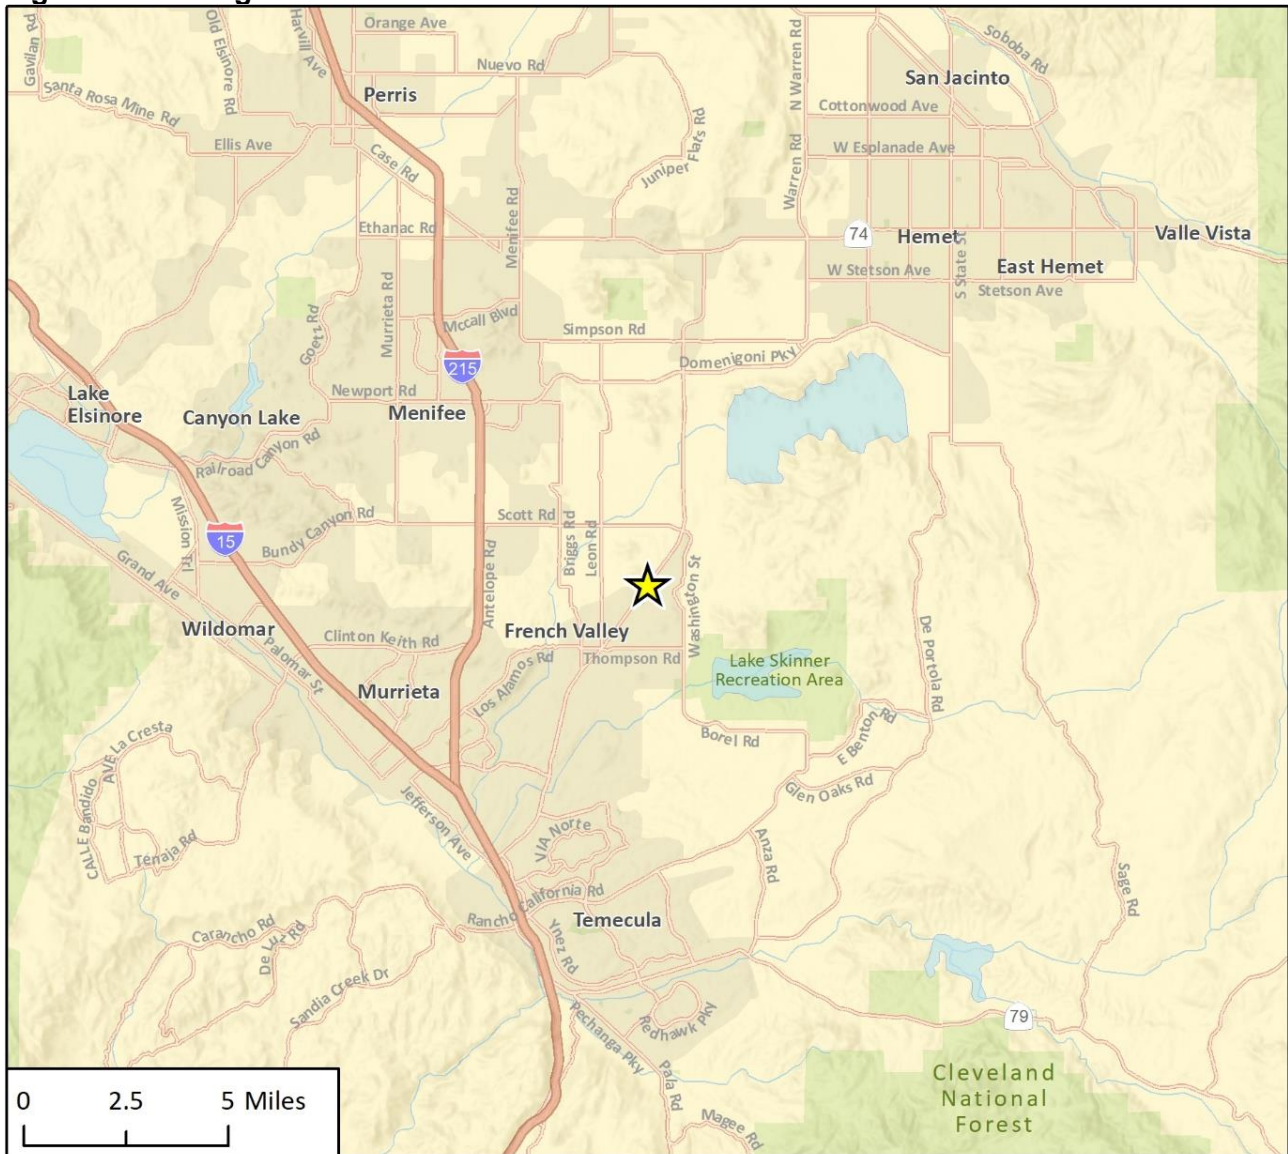 Orange Ave
Gavilan Rd
Old Elsinore Rd
Harvill Ave
Nuevo Rd
N Warren Rd
Soboba Rd
San Jacinto
Perris
Santa Rosa Mine Rd
Cottonwood Ave
Ellis Ave
Case Rd
Juniper Flats Rd
W Esplanade Ave
Warren Rd
Menifee Rd
Ethanac Rd
74
Hemet
Valle Vista
S State St
W Stetson Ave
East Hemet
Stetson Ave
Murrieta Rd
Goetz Rd
Mccall Blvd
Simpson Rd
Domenigoni Pky
215
Lake
Elsinore
Newport Rd
Canyon Lake
Menifee
Railroad Canyon Rd
Mission Trl
Bundy Canyon Rd
Scott Rd
15
Briggs Rd
Leon Rd
Grand Ave
Antelope Rd
Washington St
Wildomar
Clinton Keith Rd
French Valley
De Portola Rd
Palomar St
Thompson Rd
Lake Skinner
Recreation Area
Murrieta
Los Alamos Rd
AVE La Cresta
Borel Rd
E Benton Rd
CALLE Bandido
Jefferson Ave
Glen Oaks Rd
Tenaja Rd
VIA Norte
Anza Rd
Sage Rd
Rancho California Rd
Temecula
Carancho Rd
De Luz Rd
Ynez Rd
Sandia Creek Dr
Pechanga Pky
Redhawk Pky
79
Pala Rd
Magee Rd
Cleveland
National
Forest
0 2.5 5 Miles